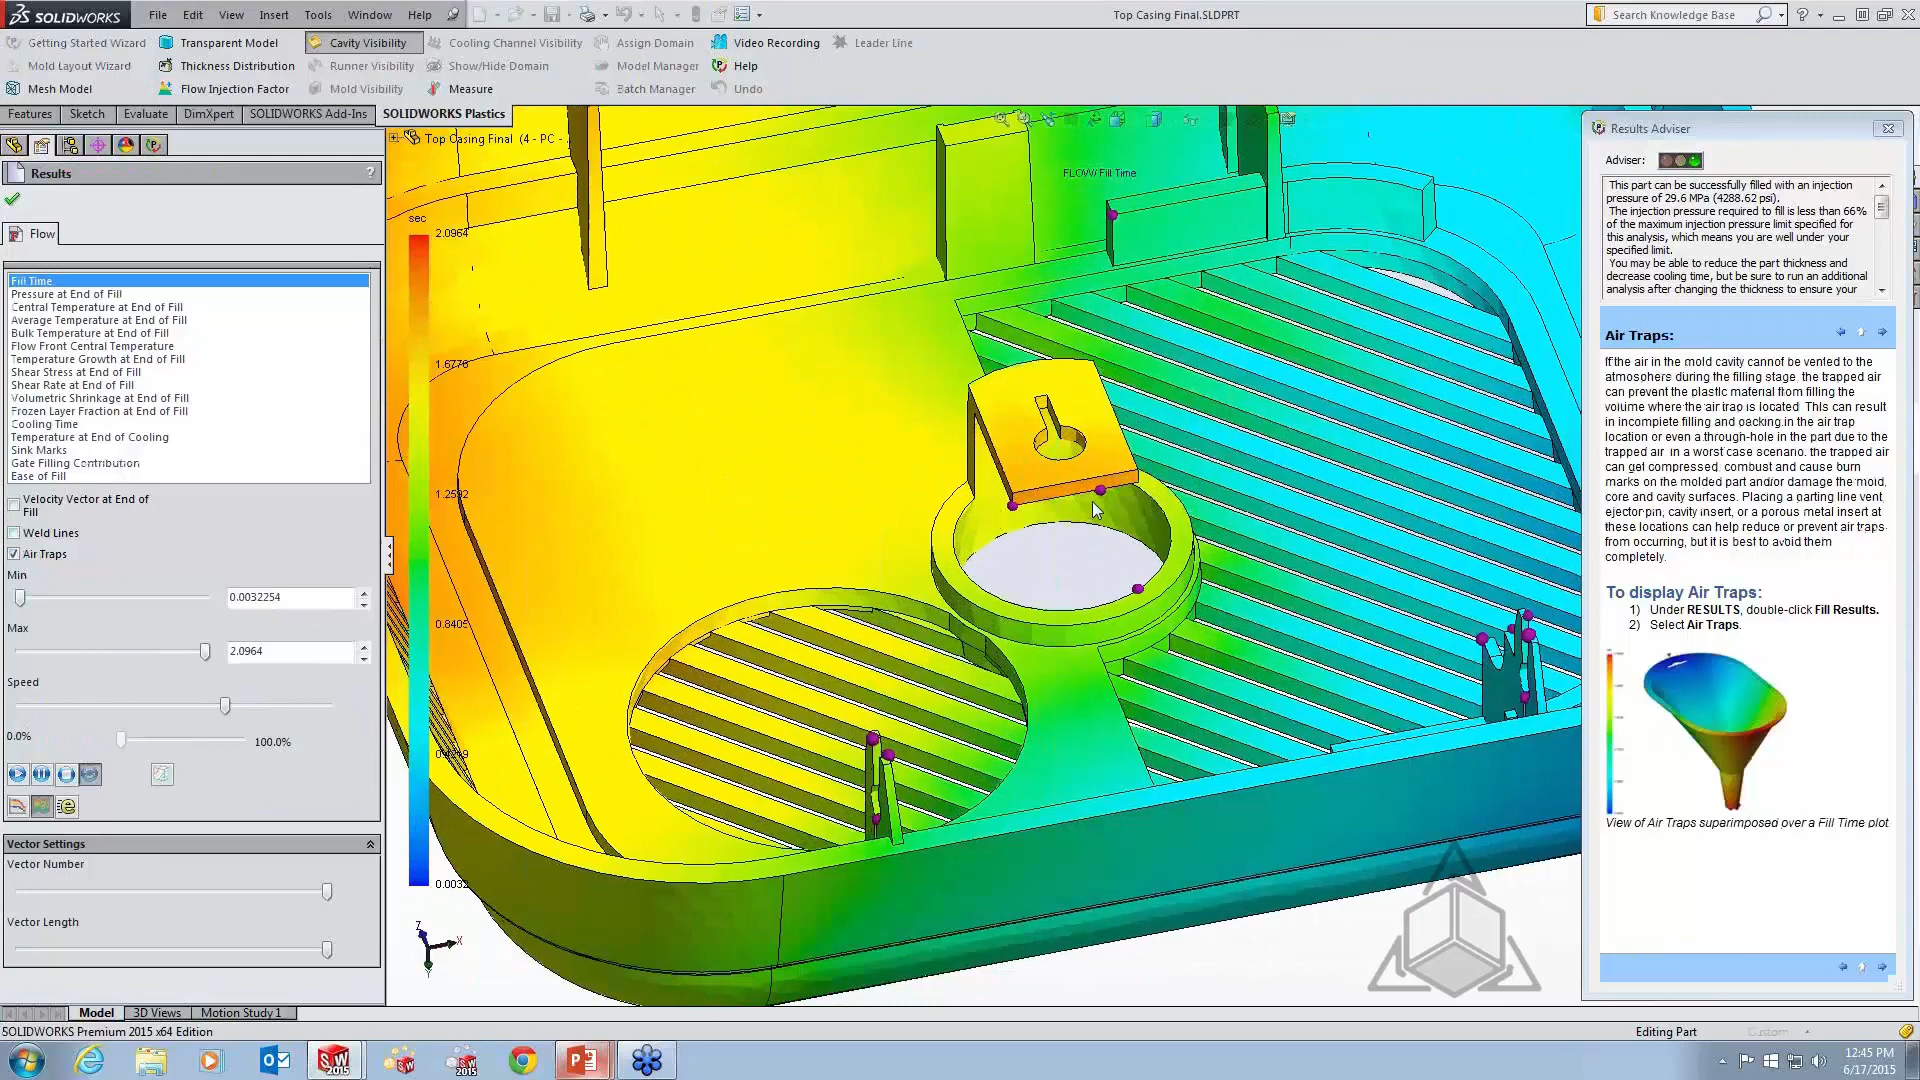 SOLIDWORKS
File Edit View Insert Tools Window Help
Top Casing Final.SLDPRT
Search Knowledge Base
Getting Started Wizard
Transparent Model
Cavity Visibility
Cooling Channel Visibility
Assign Domain
Video Recording
Leader Line
Mold Layout Wizard
Thickness Distribution
Runner Visibility
Show/Hide Domain
Model Manager
Help
Mesh Model
Flow Injection Factor
Mold Visibility
Measure
Batch Manager
Undo
Features Sketch Evaluate DimXpert SOLIDWORKS Add-Ins SOLIDWORKS Plastics
Results
?
Flow
Fill Time
Pressure at End of Fill
Central Temperature at End of Fill
Average Temperature at End of Fill
Bulk Temperature at End of Fill
Flow Front Central Temperature
Temperature Growth at End of Fill
Shear Stress at End of Fill
Shear Rate at End of Fill
Volumetric Shrinkage at End of Fill
Frozen Layer Fraction at End of Fill
Cooling Time
Temperature at End of Cooling
Sink Marks
Gate Filling Contribution
Ease of Fill
Velocity Vector at End of
Fill
Weld Lines
Air Traps
Min
0.0032254
Max
2.0964
Speed
0.0%
100.0%
Vector Settings
Vector Number
Vector Length
Top Casing Final (4 - PC -
FLOW/ Fill Time
sec
2.0964
1.6776
1.2592
0.8405
0.0032
Z
X
Y
Results Adviser
Adviser:
This part can be successfully filled with an injection
pressure of 29.6 MPa (4288.62 psi).
The injection pressure required to fill is less than 66%
of the maximum injection pressure limit specified for
this analysis, which means you are well under your
specified limit.
You may be able to reduce the part thickness and
decrease cooling time, but be sure to run an additional
analysis after changing the thickness to ensure your
Air Traps:
If the air in the mold cavity cannot be vented to the
atmosphere during the filling stage, the trapped air
can prevent the plastic material from filling the
volume where the air trap is located. This can result
in incomplete filling and packing in the air trap
location or even a through-hole in the part due to the
trapped air. In a worst case scenario, the trapped air
can get compressed, combust and cause burn
marks on the molded part and/or damage the mold,
core and cavity surfaces. Placing a parting line vent,
ejector pin, cavity insert, or a porous metal insert at
these locations can help reduce or prevent air traps
from occurring, but it is best to avoid them
completely.
To display Air Traps:
1) Under RESULTS, double-click Fill Results.
2) Select Air Traps.
View of Air Traps superimposed over a Fill Time plot
Model 3D Views Motion Study 1
SOLIDWORKS Premium 2015 x64 Edition
Editing Part
Custom
12:45 PM
6/17/2015